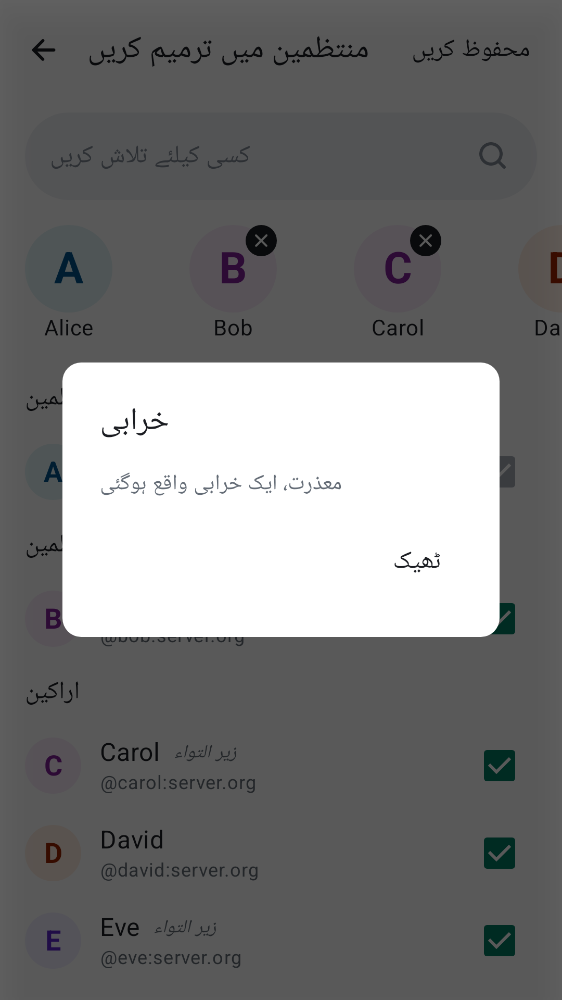 منتظمین میں ترمیم کریں
محفوظ کریں
کسی کیلئے تلاش کریں
A
B
C
D
Alice
Bob
Carol
Da
A
خرابی
معذرت، ایک خرابی واقع ہوگئی
ٹھیک
B
@bob:server.org
اراکین
C
Carol زیر التواء
@carol:server.org
D
David
@david:server.org
E
Eve زیر التواء
@eve:server.org